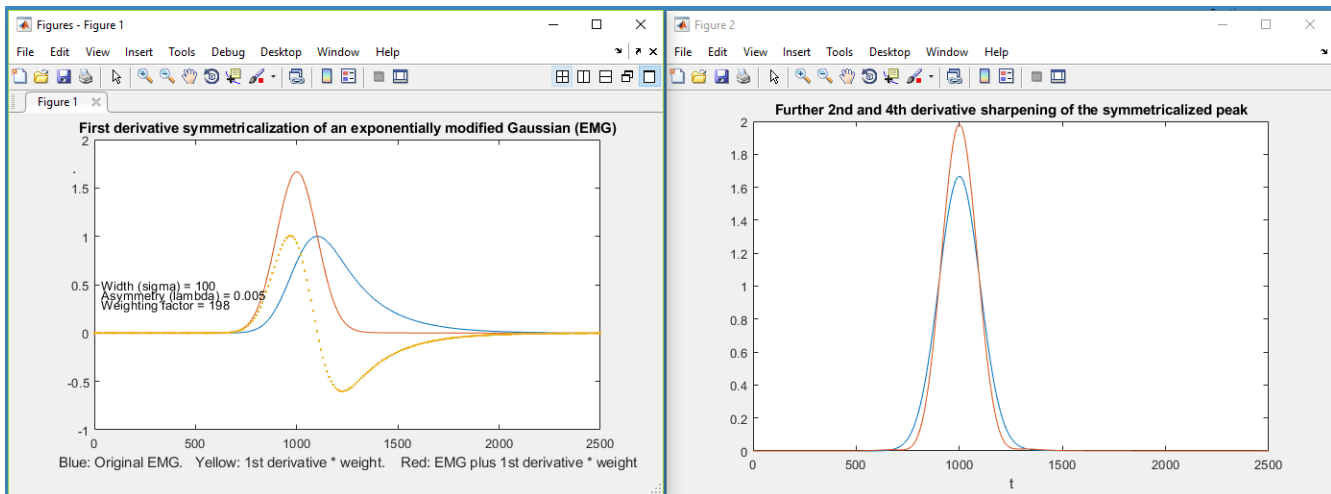 Figures - Figure 1
File Edit View Insert Tools Debug Desktop Window Help
Figure 1
First derivative symmetricalization of an exponentially modified Gaussian (EMG)
2
1.5
1
0.5
0
-0.5
-1
Width (sigma) = 100
Asymmetry (lambda) = 0.005
Weighting factor = 198
0 500 1000 1500 2000 2500
Blue: Original EMG. Yellow: 1st derivative * weight. Red: EMG plus 1st derivative * weight
Figure 2
File Edit View Insert Tools Desktop Window Help
Further 2nd and 4th derivative sharpening of the symmetricalized peak
2
1.8
1.6
1.4
1.2
1
0.8
0.6
0.4
0.2
0
0 500 1000 1500 2000 2500
t